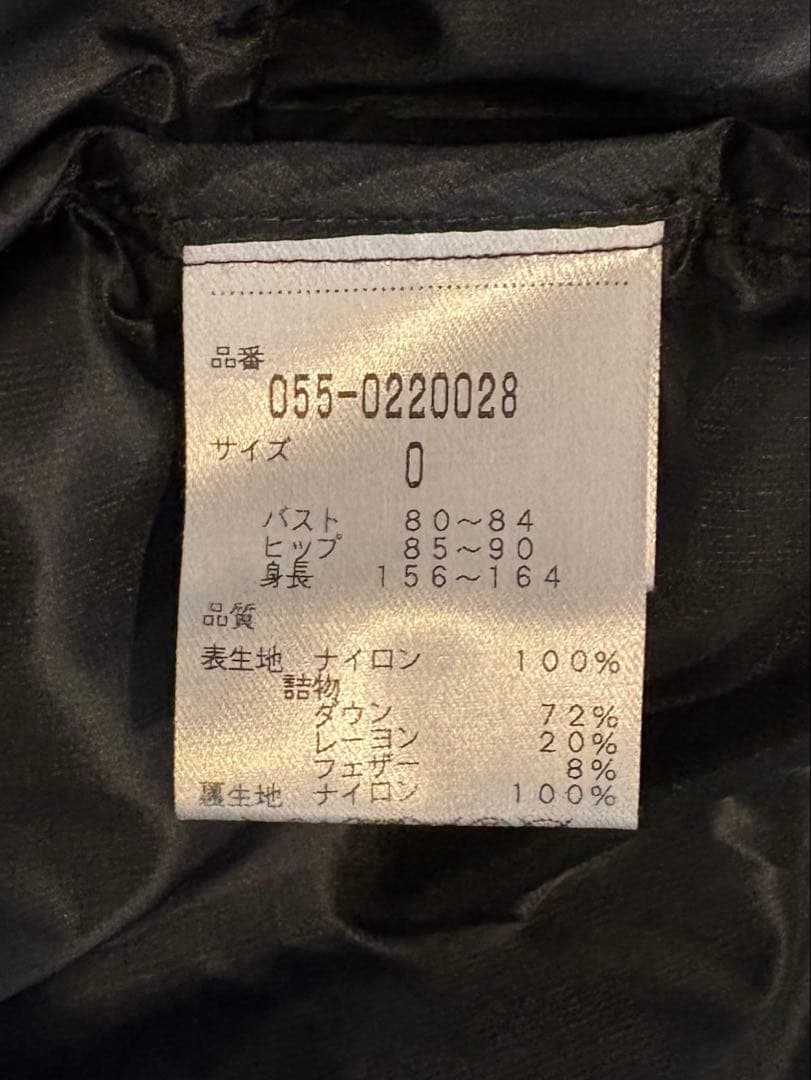 品番
055-0220028
サイズ 0
バスト 80～84
ヒップ 85～90
身長 156～164
品質
表生地 ナイロン 100%
詰物
ダウン 72%
レーヨン 20%
フェザー 8%
裏生地 ナイロン 100%